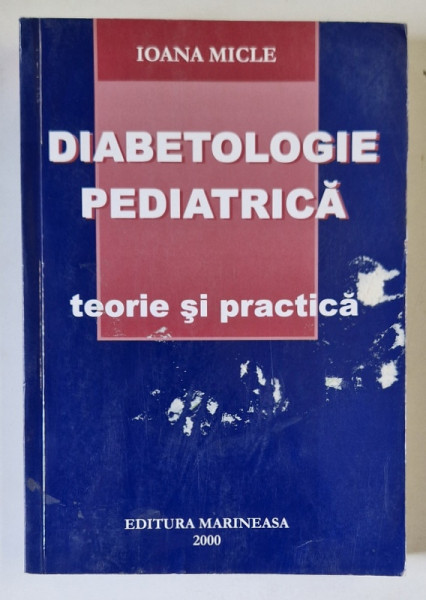 IOANA MICLE
DIABETOLOGIE
PEDIATRICĂ
teorie şi practică
EDITURA MARINEASA
2000